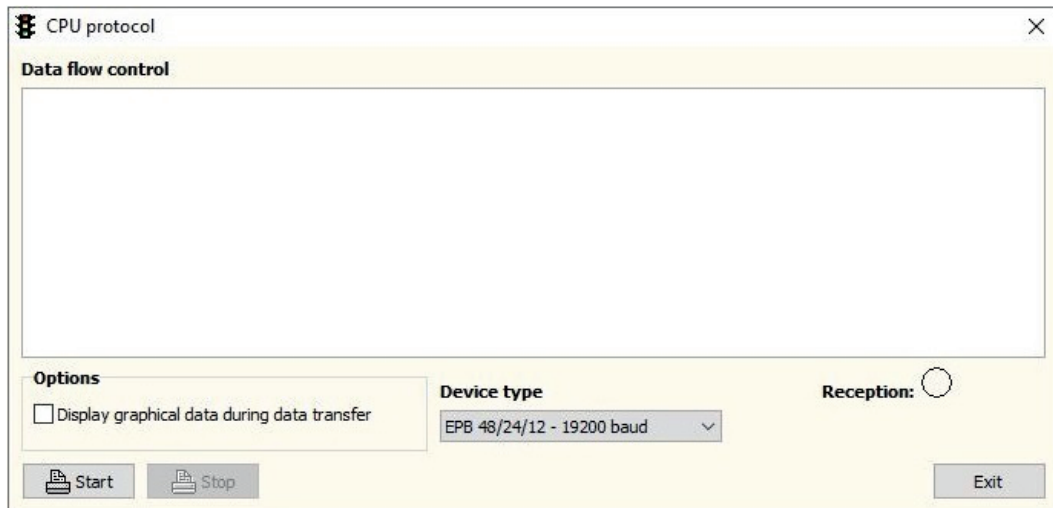 CPU protocol
Data flow control
Options
Display graphical data during data transfer
Device type
EPB 48/24/12 - 19200 baud
Reception:
Start
Stop
Exit